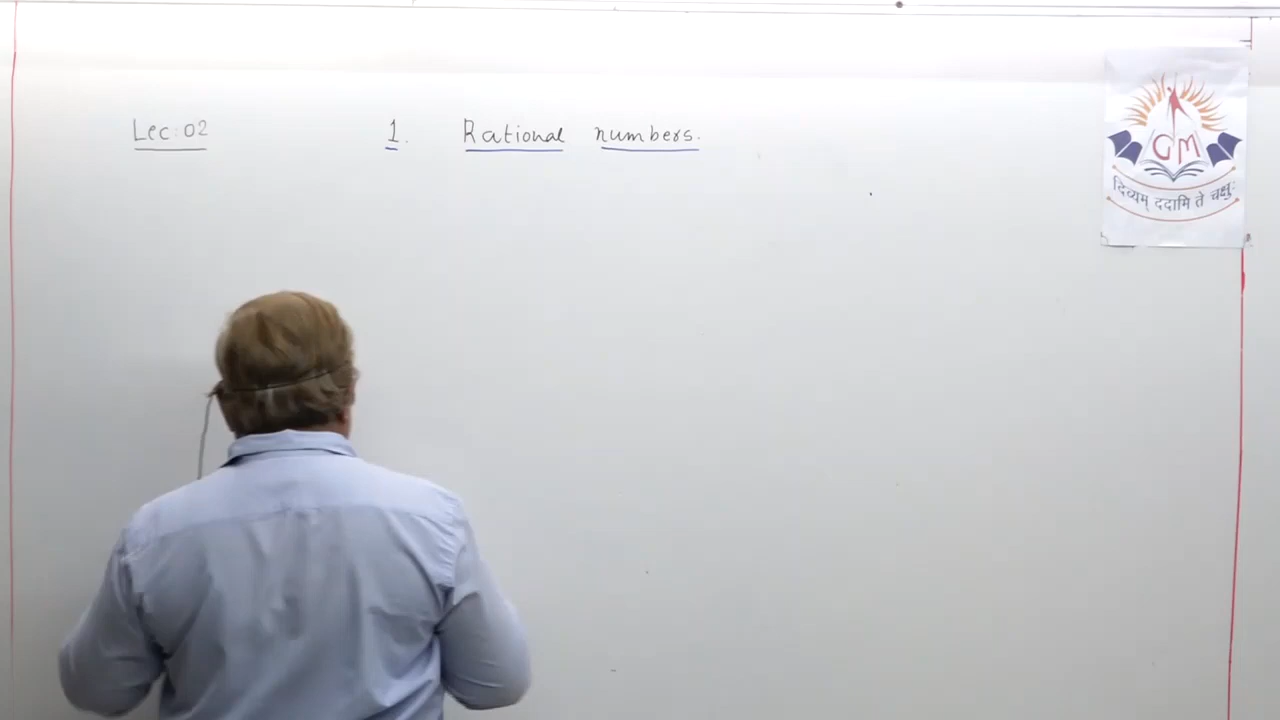 Lec:02 1. Rational numbers.
GM
दिव्यम् ददामि ते चक्षुः